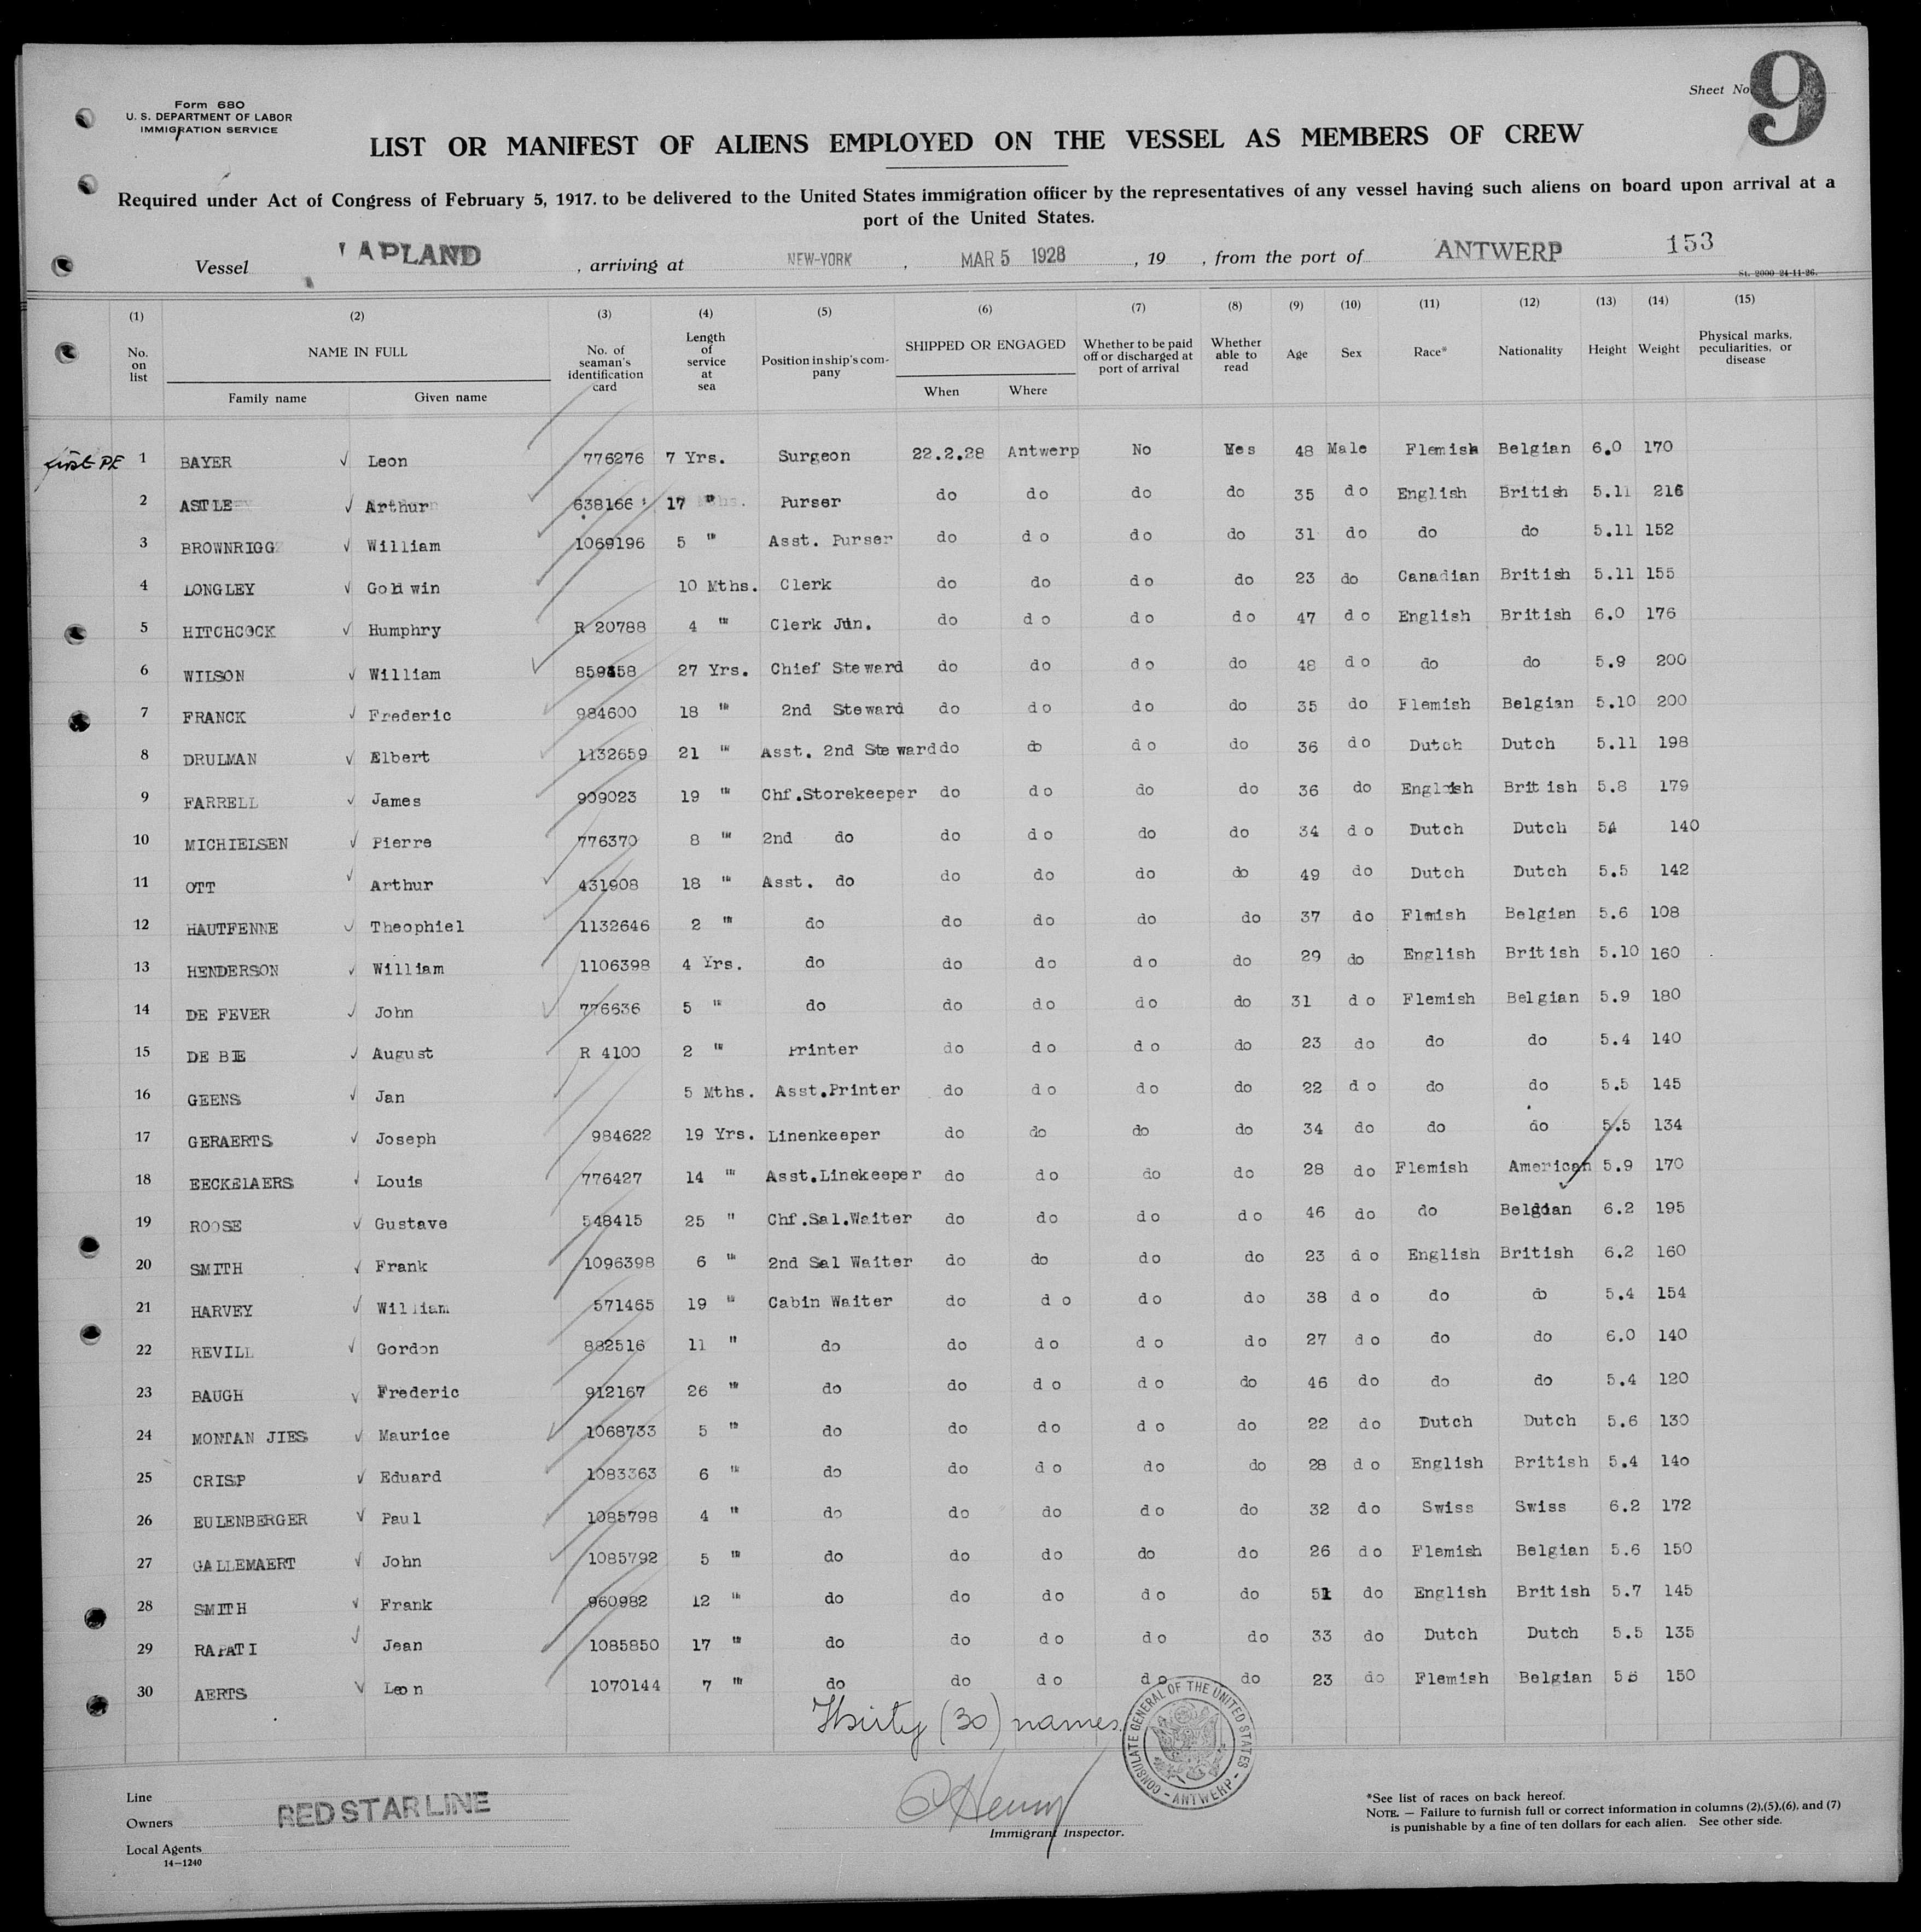 Form 680
U. S. DEPARTMENT OF LABOR
IMMIGRATION SERVICE
Sheet No. 9
LIST OR MANIFEST OF ALIENS EMPLOYED ON THE VESSEL AS MEMBERS OF CREW
Required under Act of Congress of February 5, 1917. to be delivered to the United States immigration officer by the representatives of any vessel having such aliens on board upon arrival at a
port of the United States.
Vessel LAPLAND, arriving at NEW-YORK, MAR 5 1928, 19 , from the port of ANTWERP 153
St. 2000 24-11-26.
(1) (2) (3) (4) (5) (6) (7) (8) (9) (10) (11) (12) (13) (14) (15)
No. on list NAME IN FULL Family name Given name No. of seaman's identification card Length of service at sea Position in ship's company SHIPPED OR ENGAGED When Where Whether to be paid off or discharged at port of arrival Whether able to read Age Sex Race* Nationality Height Weight Physical marks, peculiarities, or disease
1 BAYER Leon 776276 7 Yrs. Surgeon 22.2.28 Antwerp No Yes 48 Male Flemish Belgian 6.0 170
2 ASTLE Arthur 638166 17 " Purser do do do do 35 do English British 5.11 216
3 BROWNRIGG William 1069196 5 " Asst. Purser do do do do 31 do do do 5.11 152
4 LONGLEY Goldwin 10 Mths. Clerk do do do do 23 do Canadian British 5.11 155
5 HITCHCOCK Humphry R 20788 4 " Clerk Jun. do do do do 47 do English British 6.0 176
6 WILSON William 859458 27 Yrs. Chief Steward do do do do 48 do do do 5.9 200
7 FRANCK Frederic 984600 18 " 2nd Steward do do do do 35 do Flemish Belgian 5.10 200
8 DRULMAN Elbert 1132659 21 " Asst. 2nd Steward do do do do 36 do Dutch Dutch 5.11 198
9 FARRELL James 909023 19 " Chf.Storekeeper do do do do 36 do English British 5.8 179
10 MICHIELSEN Pierre 776370 8 " 2nd do do do do do 34 do Dutch Dutch 5.4 140
11 OTT Arthur 431908 18 " Asst. do do do do do 49 do Dutch Dutch 5.5 142
12 HAUTFENNE Theophiel 1132646 2 " do do do do do 37 do Flmish Belgian 5.6 108
13 HENDERSON William 1106398 4 Yrs. do do do do do 29 do English British 5.10 160
14 DE FEVER John 776636 5 " do do do do do 31 do Flemish Belgian 5.9 180
15 DE BIE August R 4100 2 " Printer do do do do 23 do do do 5.4 140
16 GEENS Jan 5 Mths. Asst.Printer do do do do 22 do do do 5.5 145
17 GERAERTS Joseph 984622 19 Yrs. Linenkeeper do do do do 34 do do do 5.5 134
18 EECKELAERS Louis 776427 14 " Asst.Linekeeper do do do do 28 do Flemish American 5.9 170
19 ROOSE Gustave 548415 25 " Chf.Sal.Waiter do do do do 46 do do Belgian 6.2 195
20 SMITH Frank 1096398 6 " 2nd Sal Waiter do do do do 23 do English British 6.2 160
21 HARVEY William 571465 19 " Cabin Waiter do do do do 38 do do do 5.4 154
22 REVILL Gordon 882516 11 " do do do do do 27 do do do 6.0 140
23 BAUGH Frederic 912167 26 " do do do do do 46 do do do 5.4 120
24 MONTAN JIES Maurice 1068733 5 " do do do do do 22 do Dutch Dutch 5.6 130
25 CRISP Eduard 1083363 6 " do do do do do 28 do English British 5.4 140
26 EULENBERGER Paul 1085798 4 " do do do do do 32 do Swiss Swiss 6.2 172
27 GALLEMAERT John 1085792 5 " do do do do do 26 do Flemish Belgian 5.6 150
28 SMITH Frank 960982 12 " do do do do do 51 do English British 5.7 145
29 RAPATI Jean 1085850 17 " do do do do do 33 do Dutch Dutch 5.5 135
30 AERTS Leon 1070144 7 " do do do do do 23 do Flemish Belgian 150
Thirty (30) names.
CONSULATE GENERAL OF THE UNITED STATES - ANTWERP -
Line
Owners RED STAR LINE
Local Agents
14—1240
Henry
Immigrant Inspector.
*See list of races on back hereof.
NOTE. — Failure to furnish full or correct information in columns (2),(5),(6), and (7)
is punishable by a fine of ten dollars for each alien. See other side.